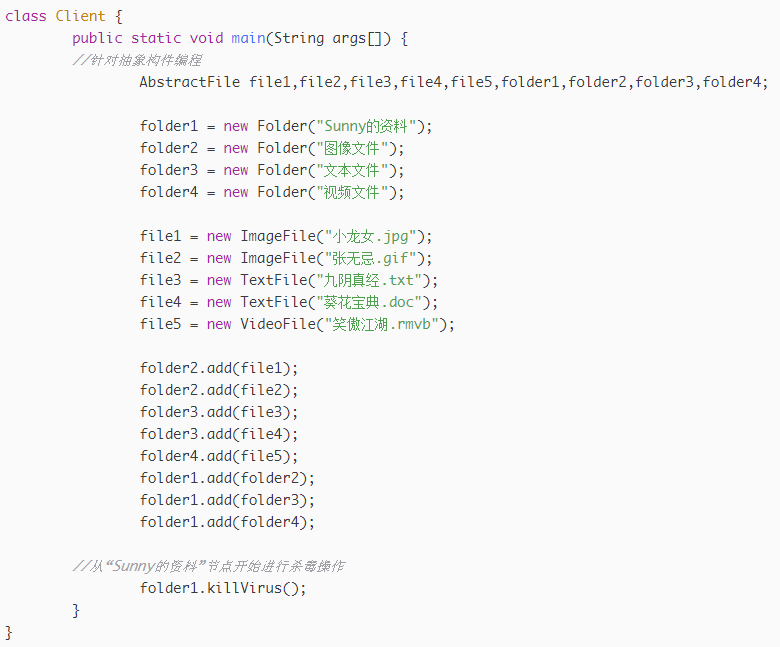 class Client {
public static void main(String args[]) {
//针对抽象构件编程
AbstractFile file1,file2,file3,file4,file5,folder1,folder2,folder3,folder4;
folder1 = new Folder("Sunny的资料");
folder2 = new Folder("图像文件");
folder3 = new Folder("文本文件");
folder4 = new Folder("视频文件");
file1 = new ImageFile("小龙女.jpg");
file2 = new ImageFile("张无忌.gif");
file3 = new TextFile("九阴真经.txt");
file4 = new TextFile("葵花宝典.doc");
file5 = new VideoFile("笑傲江湖.rmvb");
folder2.add(file1);
folder2.add(file2);
folder3.add(file3);
folder3.add(file4);
folder4.add(file5);
folder1.add(folder2);
folder1.add(folder3);
folder1.add(folder4);
//从“Sunny的资料”节点开始进行杀毒操作
folder1.killVirus();
}
}